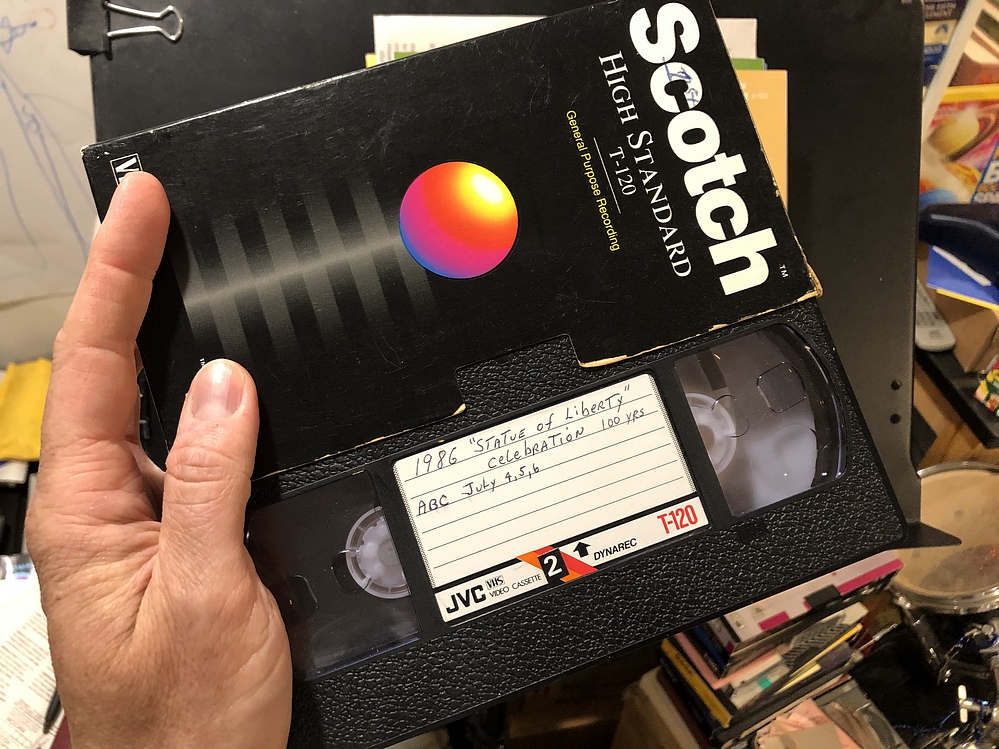 Scotch™
HIGH STANDARD
T-120
General Purpose Recording
1986 "STATUE of LiberTy"
celebraTion 100 yrs
ABC July 4,5,6
T-120
DYNAREC
2
JVC VHS VIDEO CASSETTE